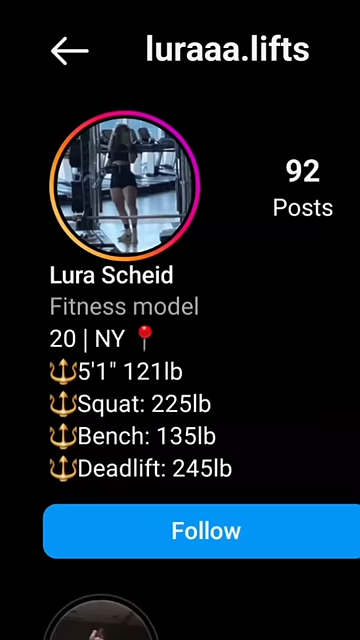 luraaa.lifts
92
Posts
Lura Scheid
Fitness model
20 | NY 📍
🔱5'1" 121lb
🔱Squat: 225lb
🔱Bench: 135lb
🔱Deadlift: 245lb
Follow